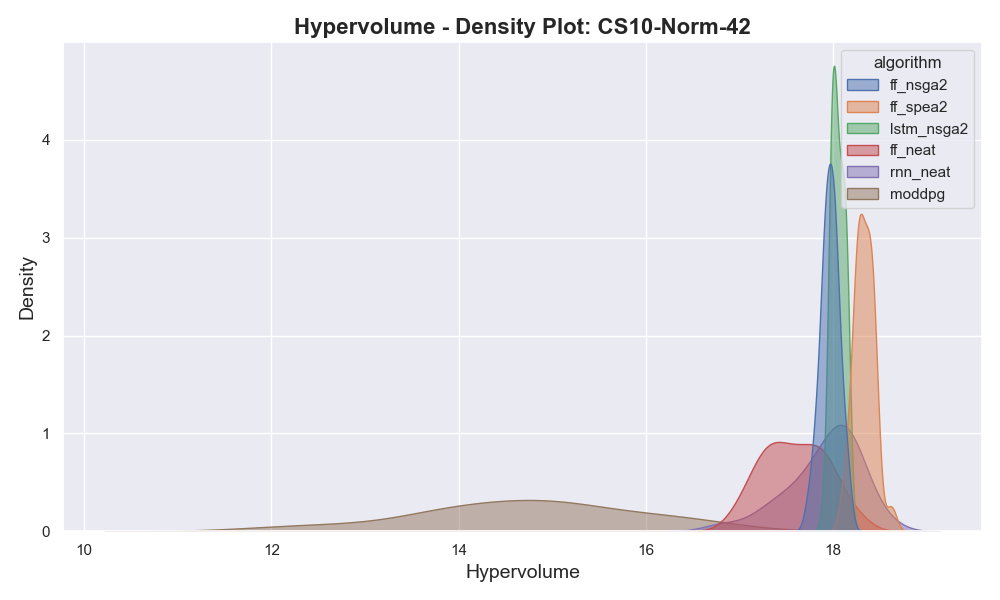 Hypervolume - Density Plot: CS10-Norm-42
algorithm
ff_nsga2
ff_spea2
lstm_nsga2
ff_neat
rnn_neat
moddpg
Density
4
3
2
1
0
10 12 14 16 18
Hypervolume